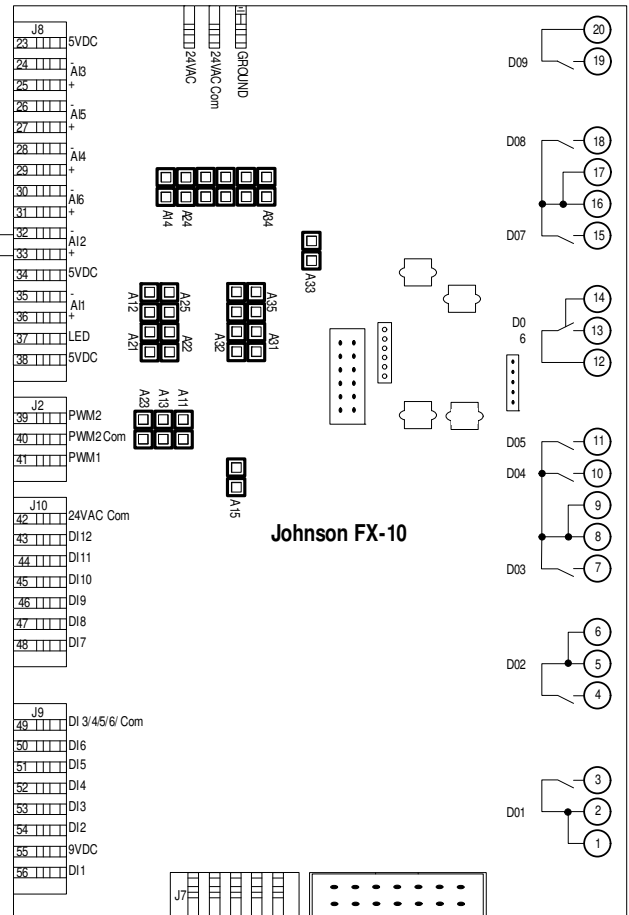 J8
23 5VDC
24 -
AI3
25 +
26 -
AI5
27 +
28 -
AI4
29 +
30 -
AI6
31 +
32 -
AI2
33 +
34 5VDC
35 -
AI1
36 +
37 LED
38 5VDC
J2
39 PWM2
40 PWM2 Com
41 PWM1
J10
42 24VAC Com
43 DI12
44 DI11
45 DI10
46 DI9
47 DI8
48 DI7
J9
49 DI 3/4/5/6/ Com
50 DI6
51 DI5
52 DI4
53 DI3
54 DI2
55 9VDC
56 DI1
24VAC
24VAC Com
GROUND
A14
A24
A34
A33
A12
A25
A35
A21
A22
A32
A31
A23
A13
A11
A15
Johnson FX-10
J7
20
D09
19
D08
18
17
16
D07
15
14
D0
6
13
12
D05
11
D04
10
9
8
D03
7
6
D02
5
4
3
D01
2
1